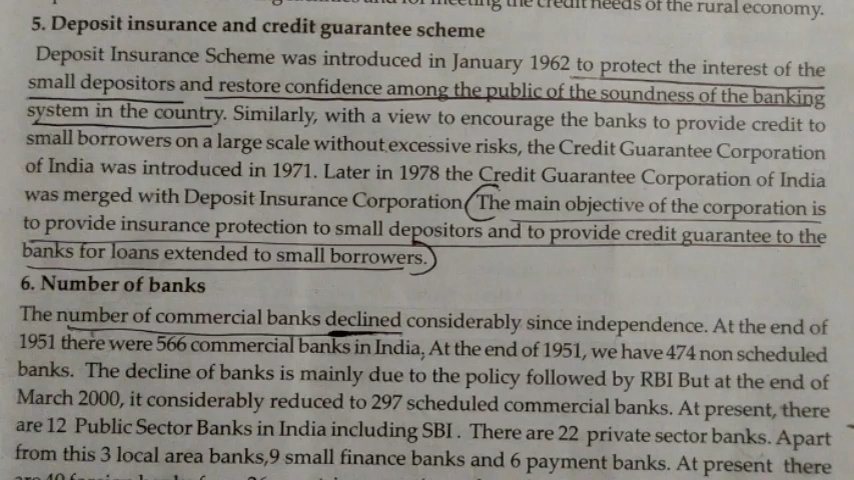 meeting the credit needs of the rural economy.
5. Deposit insurance and credit guarantee scheme
Deposit Insurance Scheme was introduced in January 1962 to protect the interest of the
small depositors and restore confidence among the public of the soundness of the banking
system in the country. Similarly, with a view to encourage the banks to provide credit to
small borrowers on a large scale without excessive risks, the Credit Guarantee Corporation
of India was introduced in 1971. Later in 1978 the Credit Guarantee Corporation of India
was merged with Deposit Insurance Corporation. The main objective of the corporation is
to provide insurance protection to small depositors and to provide credit guarantee to the
banks for loans extended to small borrowers.
6. Number of banks
The number of commercial banks declined considerably since independence. At the end of
1951 there were 566 commercial banks in India, At the end of 1951, we have 474 non scheduled
banks. The decline of banks is mainly due to the policy followed by RBI But at the end of
March 2000, it considerably reduced to 297 scheduled commercial banks. At present, there
are 12 Public Sector Banks in India including SBI. There are 22 private sector banks. Apart
from this 3 local area banks,9 small finance banks and 6 payment banks. At present there